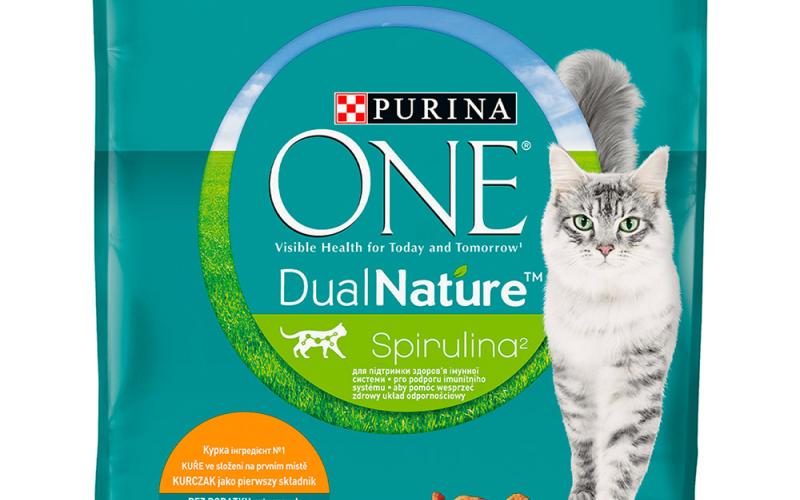 PURINA
ONE®
Visible Health for Today and Tomorrow¹
DualNature™
Spirulina²
для підтримки здоров'я імунної
системи • pro podporu imunitního
systému • aby pomóc wesprzeć
zdrowy układ odpornościowy
Курка інгредієнт №1
KUŘE ve složení na prvním místě
KURCZAK jako pierwszy składnik